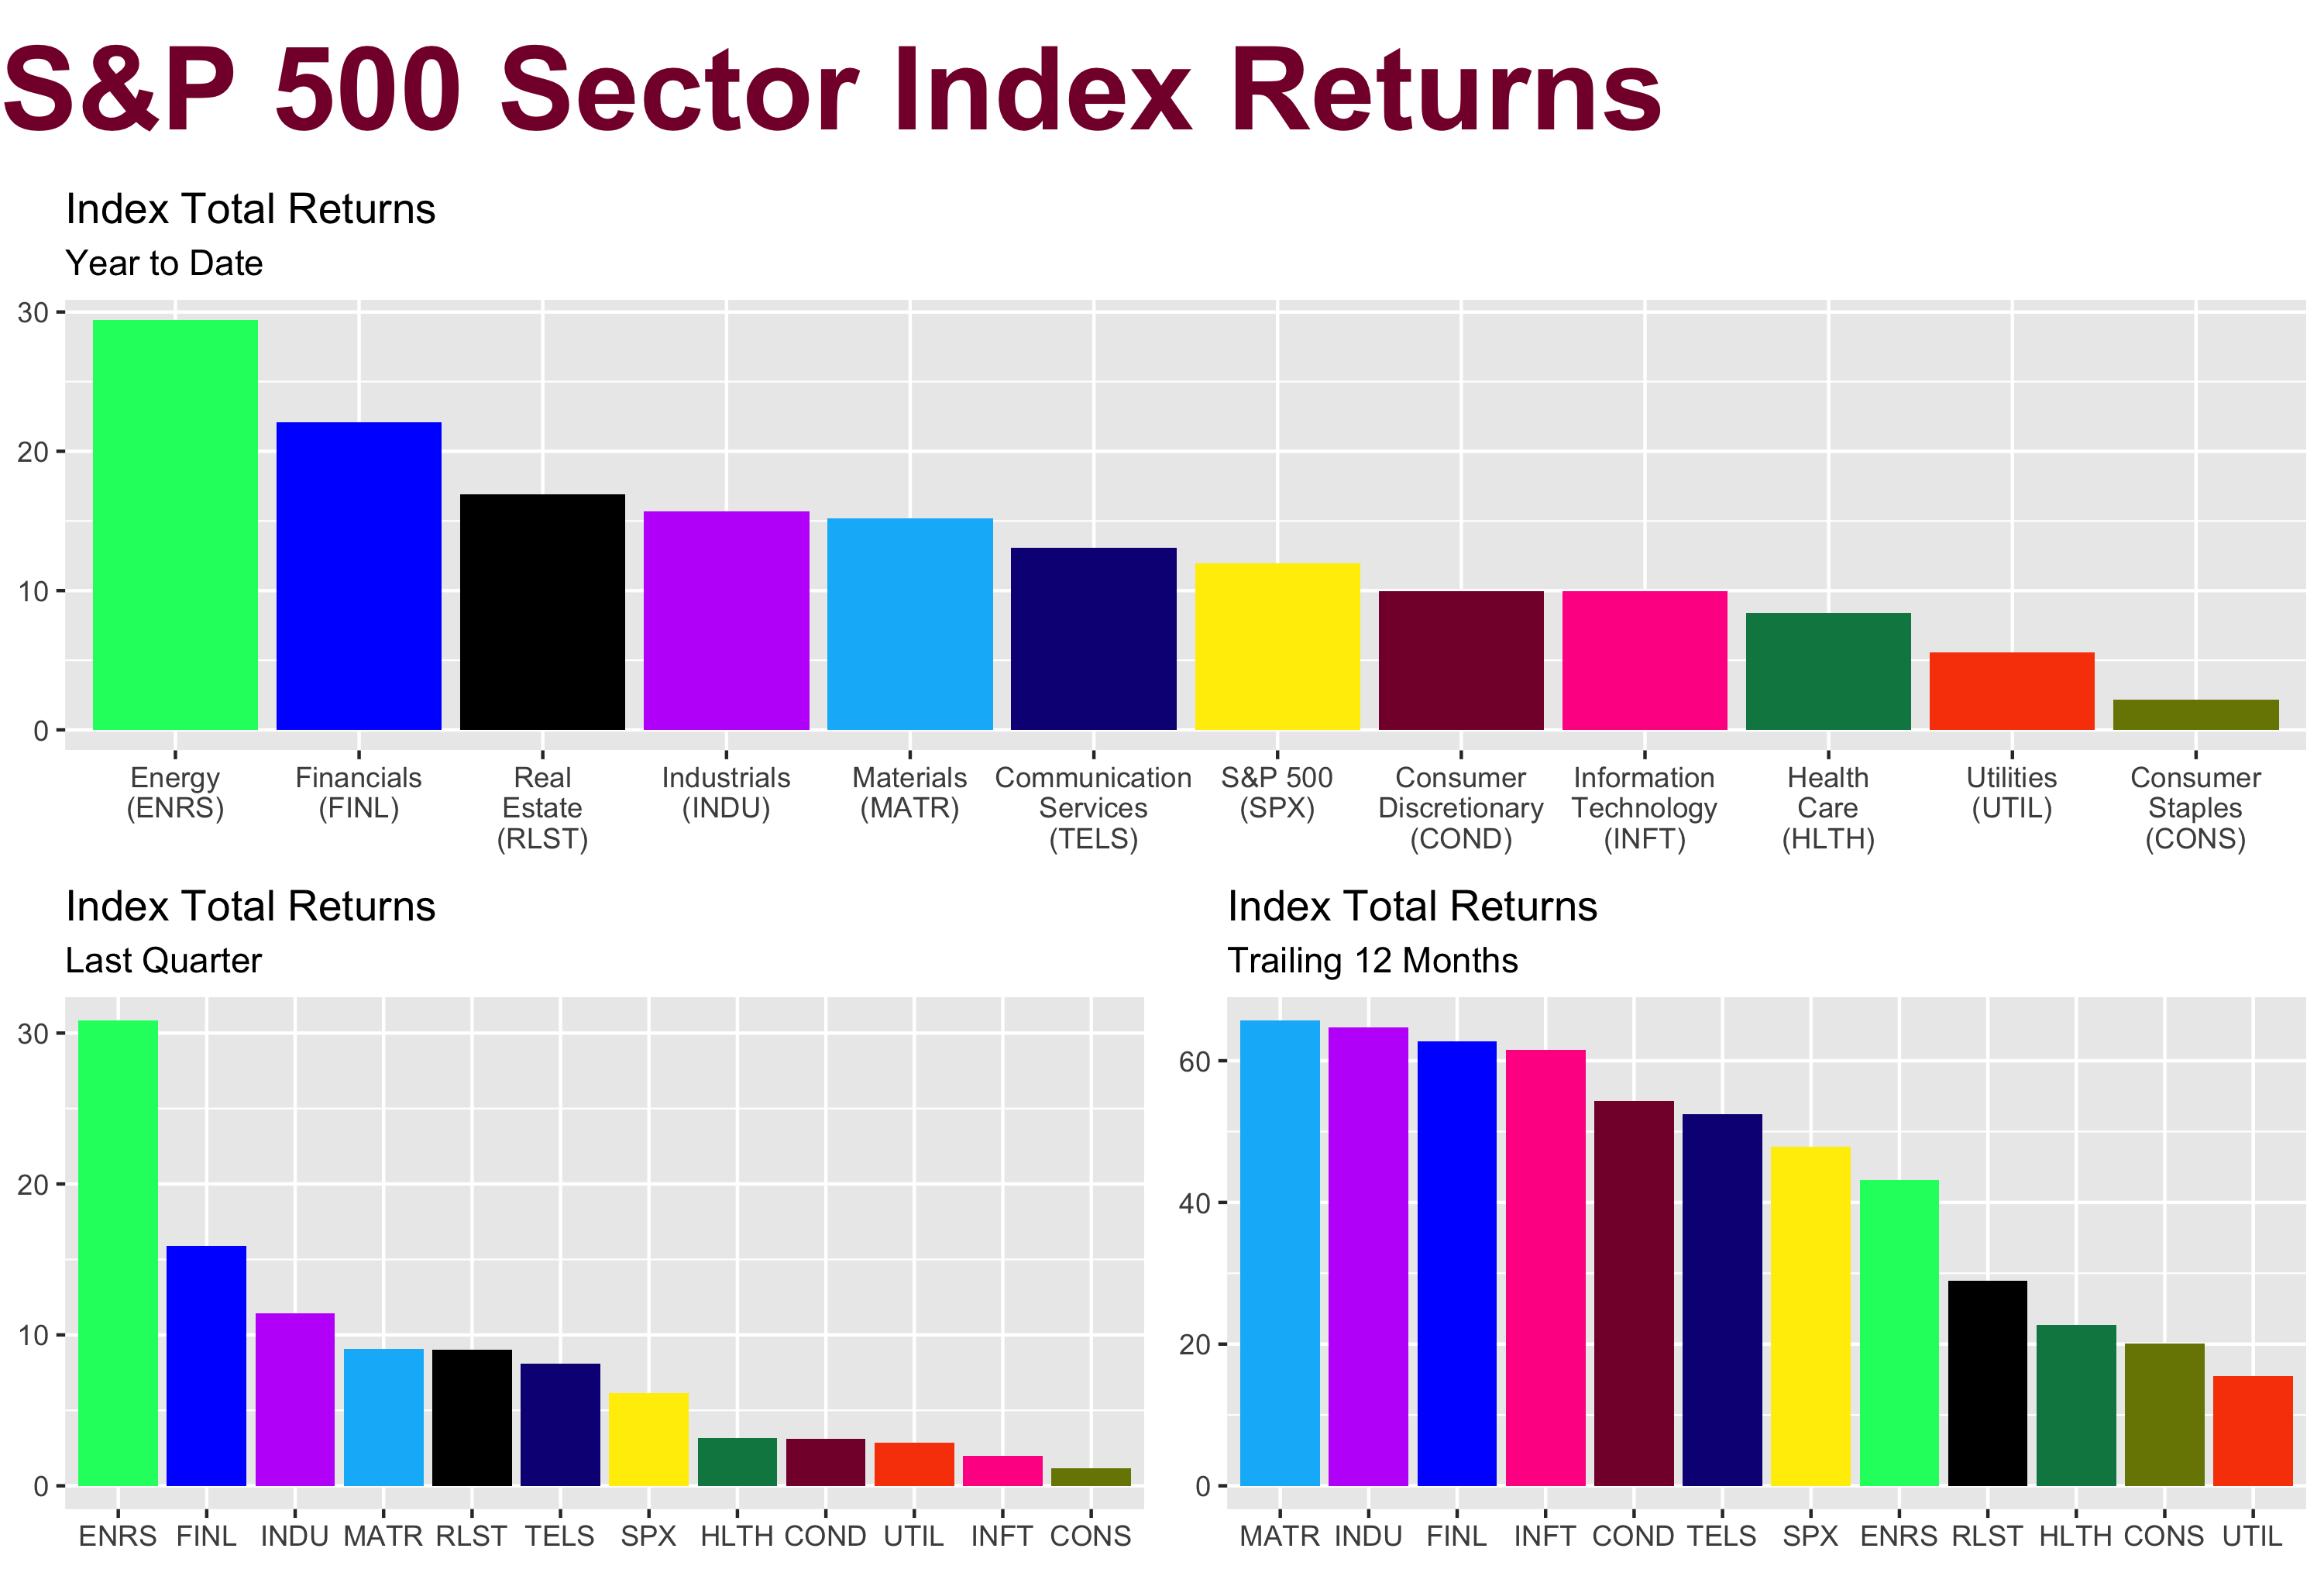 S&P 500 Sector Index Returns
Index Total Returns
Year to Date
30
20
10
0
Energy
(ENRS)
Financials
(FINL)
Real
Estate
(RLST)
Industrials
(INDU)
Materials
(MATR)
Communication
Services
(TELS)
S&P 500
(SPX)
Consumer
Discretionary
(COND)
Information
Technology
(INFT)
Health
Care
(HLTH)
Utilities
(UTIL)
Consumer
Staples
(CONS)
Index Total Returns
Last Quarter
30
20
10
0
ENRS FINL INDU MATR RLST TELS SPX HLTH COND UTIL INFT CONS
Index Total Returns
Trailing 12 Months
60
40
20
0
MATR INDU FINL INFT COND TELS SPX ENRS RLST HLTH CONS UTIL